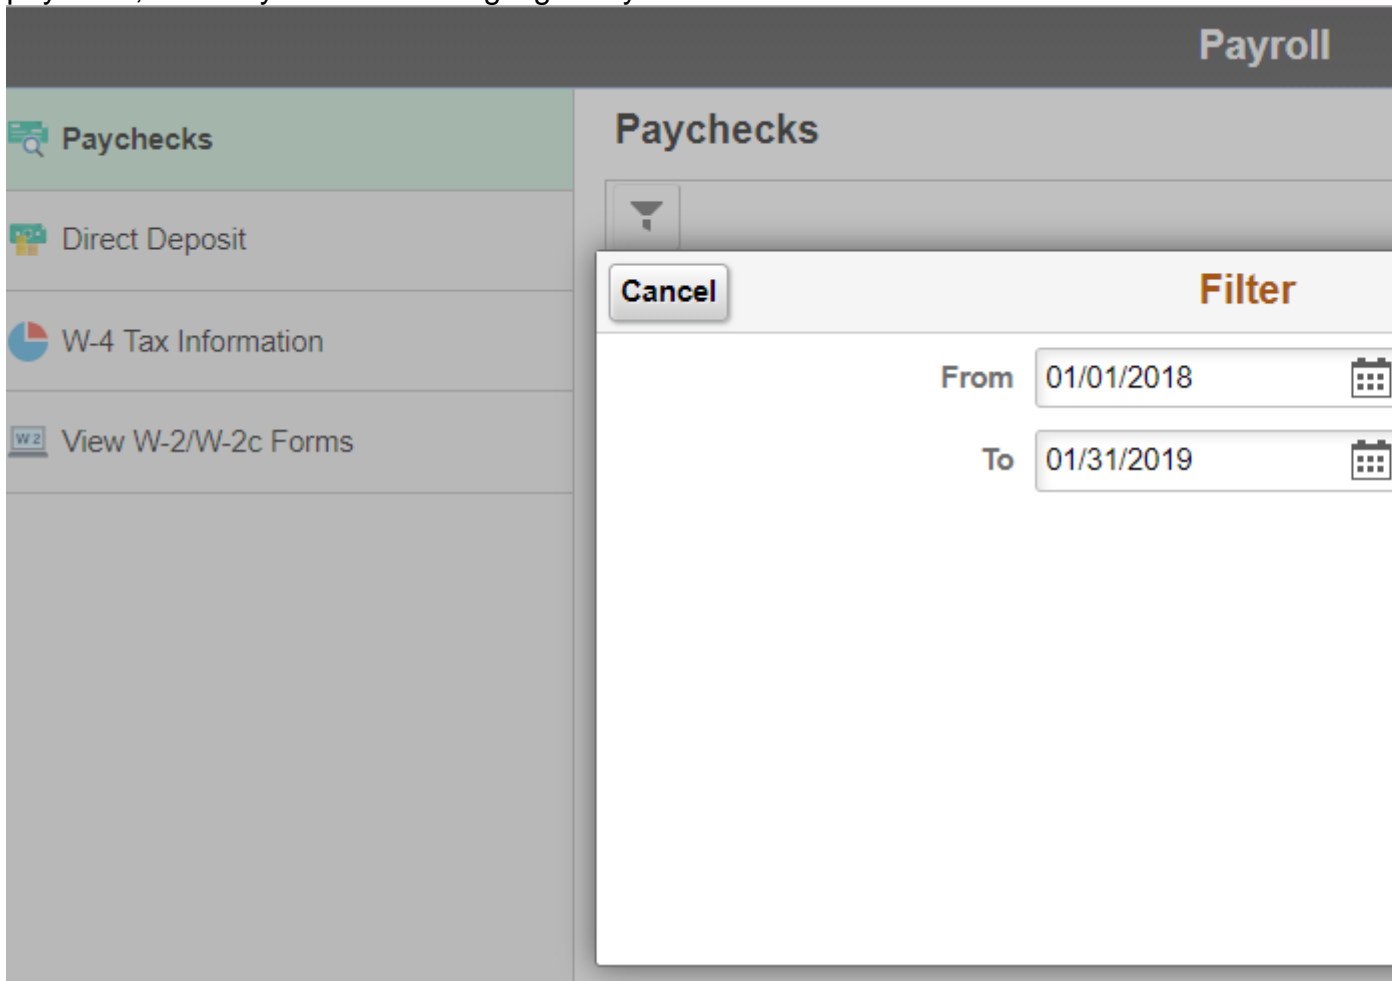 Payroll
Paychecks
Direct Deposit
W-4 Tax Information
W2
View W-2/W-2c Forms
Paychecks
Cancel
Filter
From 01/01/2018
To 01/31/2019